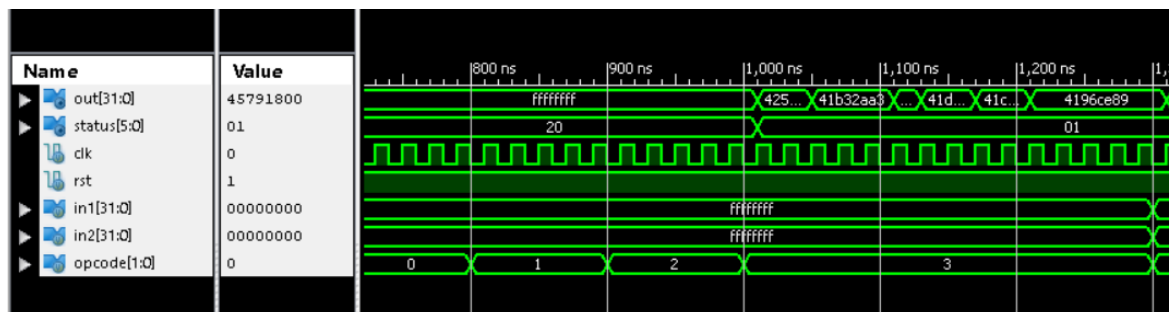 Name Value
800 ns 900 ns 1,000 ns 1,100 ns 1,200 ns 1,
out[31:0] 45791800 ffffffff 425... 41b32aa3 ... 41d... 41c... 4196ce89
status[5:0] 01 20 01
clk 0
rst 1
in1[31:0] 00000000 ffffffff
in2[31:0] 00000000 ffffffff
opcode[1:0] 0 0 1 2 3